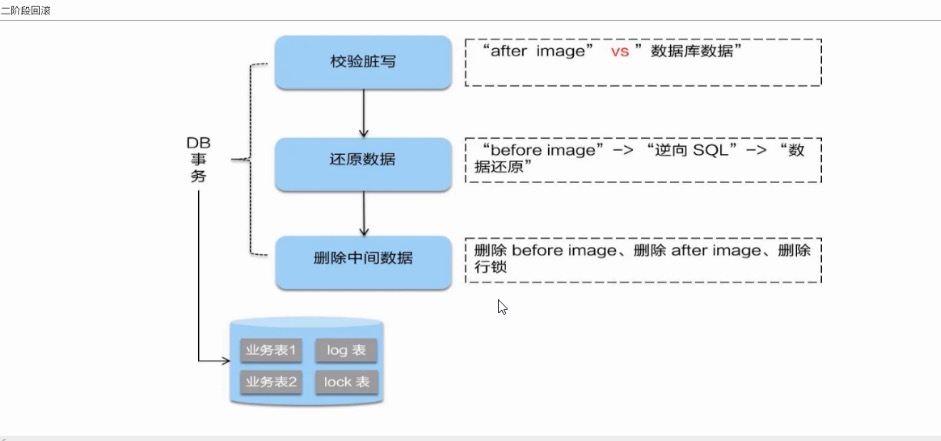 二阶段回滚
校验脏写
“after image” vs ” 数据库数据”
DB
事
务
还原数据
“before image” –> “逆向 SQL” –> “数
据还原”
删除中间数据
删除 before image、删除 after image、删除
行锁
业务表1
log 表
业务表2
lock 表